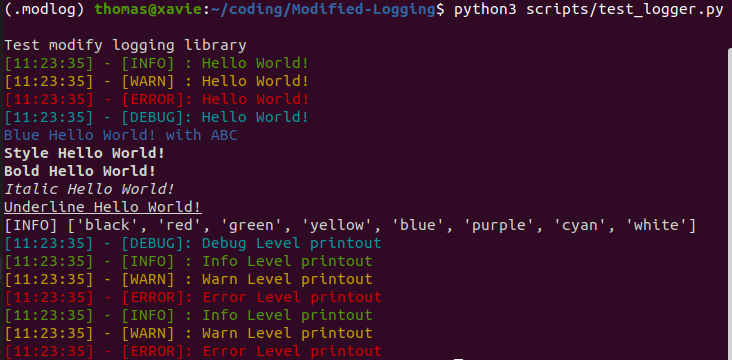 (.modlog) thomas@xavie:~/coding/Modified-Logging$ python3 scripts/test_logger.py
Test modify logging library
[11:23:35] - [INFO] : Hello World!
[11:23:35] - [WARN] : Hello World!
[11:23:35] - [ERROR]: Hello World!
[11:23:35] - [DEBUG]: Hello World!
Blue Hello World! with ABC
Style Hello World!
Bold Hello World!
Italic Hello World!
Underline Hello World!
[INFO] ['black', 'red', 'green', 'yellow', 'blue', 'purple', 'cyan', 'white']
[11:23:35] - [DEBUG]: Debug Level printout
[11:23:35] - [INFO] : Info Level printout
[11:23:35] - [WARN] : Warn Level printout
[11:23:35] - [ERROR]: Error Level printout
[11:23:35] - [INFO] : Info Level printout
[11:23:35] - [WARN] : Warn Level printout
[11:23:35] - [ERROR]: Error Level printout